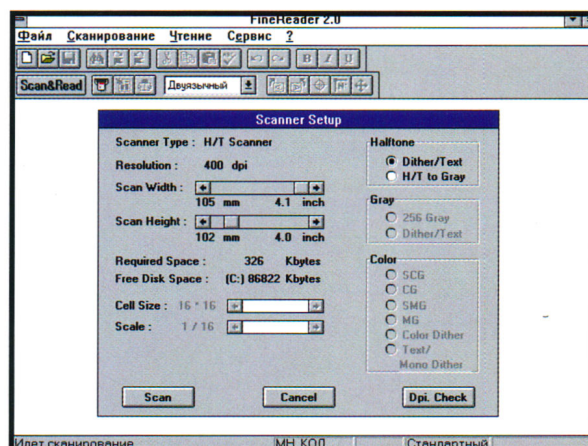 FineReader 2.0
Файл Сканирование Чтение Сервис ?
B I U
Scan&Read Двуязычный
Scanner Setup
Scanner Type : H/T Scanner
Resolution : 400 dpi
Scan Width :
105 mm 4.1 inch
Scan Height :
102 mm 4.0 inch
Required Space : 326 Kbytes
Free Disk Space : (C:) 86822 Kbytes
Cell Size : 16 * 16
Scale : 1 / 16
Halftone
Dither/Text
H/T to Gray
Gray
256 Gray
Dither/Text
Color
SCG
CG
SMG
MG
Color Dither
Text/
Mono Dither
Scan Cancel Dpi. Check
Идет сканирование МН КОЛ Стандартный